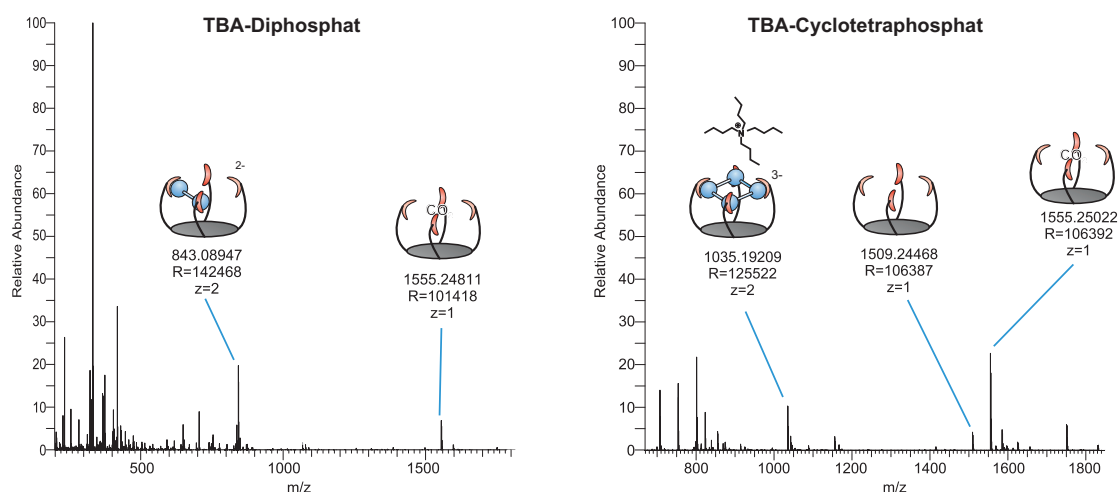 TBA-Diphosphat
Relative Abundance
100
90
80
70
60
50
40
30
20
10
0
2-
843.08947
R=142468
z=2
CO
1555.24811
R=101418
z=1
500
1000
1500
m/z
TBA-Cyclotetraphosphat
Relative Abundance
100
90
80
70
60
50
40
30
20
10
0
N
⊕
3-
1035.19209
R=125522
z=2
1509.24468
R=106387
z=1
CO
1555.25022
R=106392
z=1
800
1000
1200
1400
1600
1800
m/z